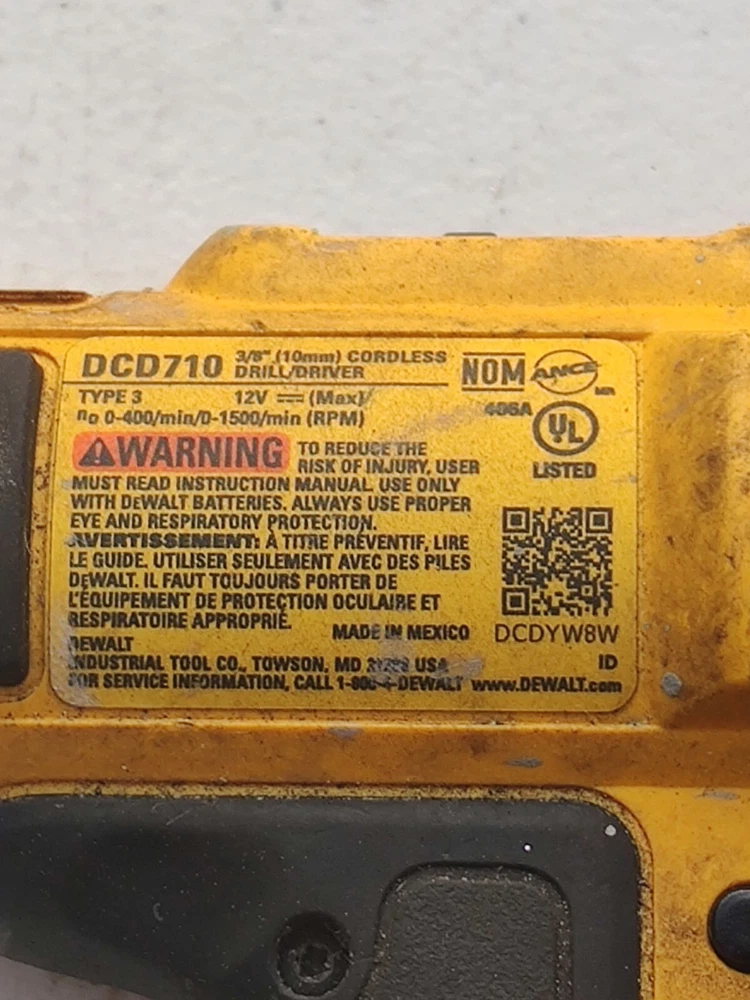 DCD710 3/8" (10mm) CORDLESS
DRILL/DRIVER
NOM ANCE
TYPE 3 12V (Max)
no 0-400/min/0-1500/min (RPM)
406A
UL
LISTED
WARNING TO REDUCE THE
RISK OF INJURY, USER
MUST READ INSTRUCTION MANUAL. USE ONLY
WITH DEWALT BATTERIES. ALWAYS USE PROPER
EYE AND RESPIRATORY PROTECTION.
AVERTISSEMENT: À TITRE PRÉVENTIF, LIRE
LE GUIDE. UTILISER SEULEMENT AVEC DES PILES
DEWALT. IL FAUT TOUJOURS PORTER DE
L'ÉQUIPEMENT DE PROTECTION OCULAIRE ET
RESPIRATOIRE APPROPRIÉ.
MADE IN MEXICO DCDYW8W
DEWALT
INDUSTRIAL TOOL CO., TOWSON, MD USA ID
FOR SERVICE INFORMATION, CALL 1-800-4-DEWALT www.DEWALT.com